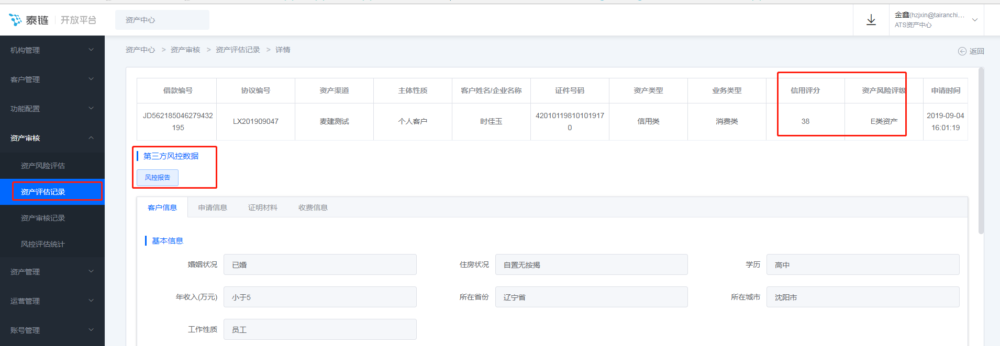 泰链
开放平台
资产中心
金鑫(hzjxin@tairanchi...
ATS资产中心
机构管理
客户管理
功能配置
资产审核
资产风险评估
资产评估记录
资产审核记录
风控评估统计
资产管理
运营管理
账号管理
资产中心 > 资产审核 > 资产评估记录 > 详情
返回
借款编号 协议编号 资产渠道 主体性质 客户姓名/企业名称 证件号码 资产类型 业务类型 信用评分 资产风险评级 申请时间
JD562185046279432 LX201909047 麦建测试 个人客户 时佳玉 42010119810101917 信用类 消费类 38 E类资产 2019-09-04
195 0 16:01:19
第三方风控数据
风控报告
客户信息 申请信息 证明材料 收费信息
基本信息
婚姻状况 已婚 住房状况 自置无按揭 学历 高中
年收入(万元) 小于5 所在省份 辽宁省 所在城市 沈阳市
工作性质 员工